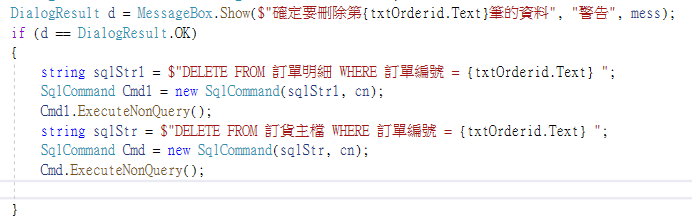 DialogResult d = MessageBox.Show($"確定要刪除第{txtOrderid.Text}筆的資料", "警告", mess);
if (d == DialogResult.OK)
{
string sqlStr1 = $"DELETE FROM 訂單明細 WHERE 訂單編號 = {txtOrderid.Text} ";
SqlCommand Cmd1 = new SqlCommand(sqlStr1, cn);
Cmd1.ExecuteNonQuery();
string sqlStr = $"DELETE FROM 訂貨主檔 WHERE 訂單編號 = {txtOrderid.Text} ";
SqlCommand Cmd = new SqlCommand(sqlStr, cn);
Cmd.ExecuteNonQuery();
}